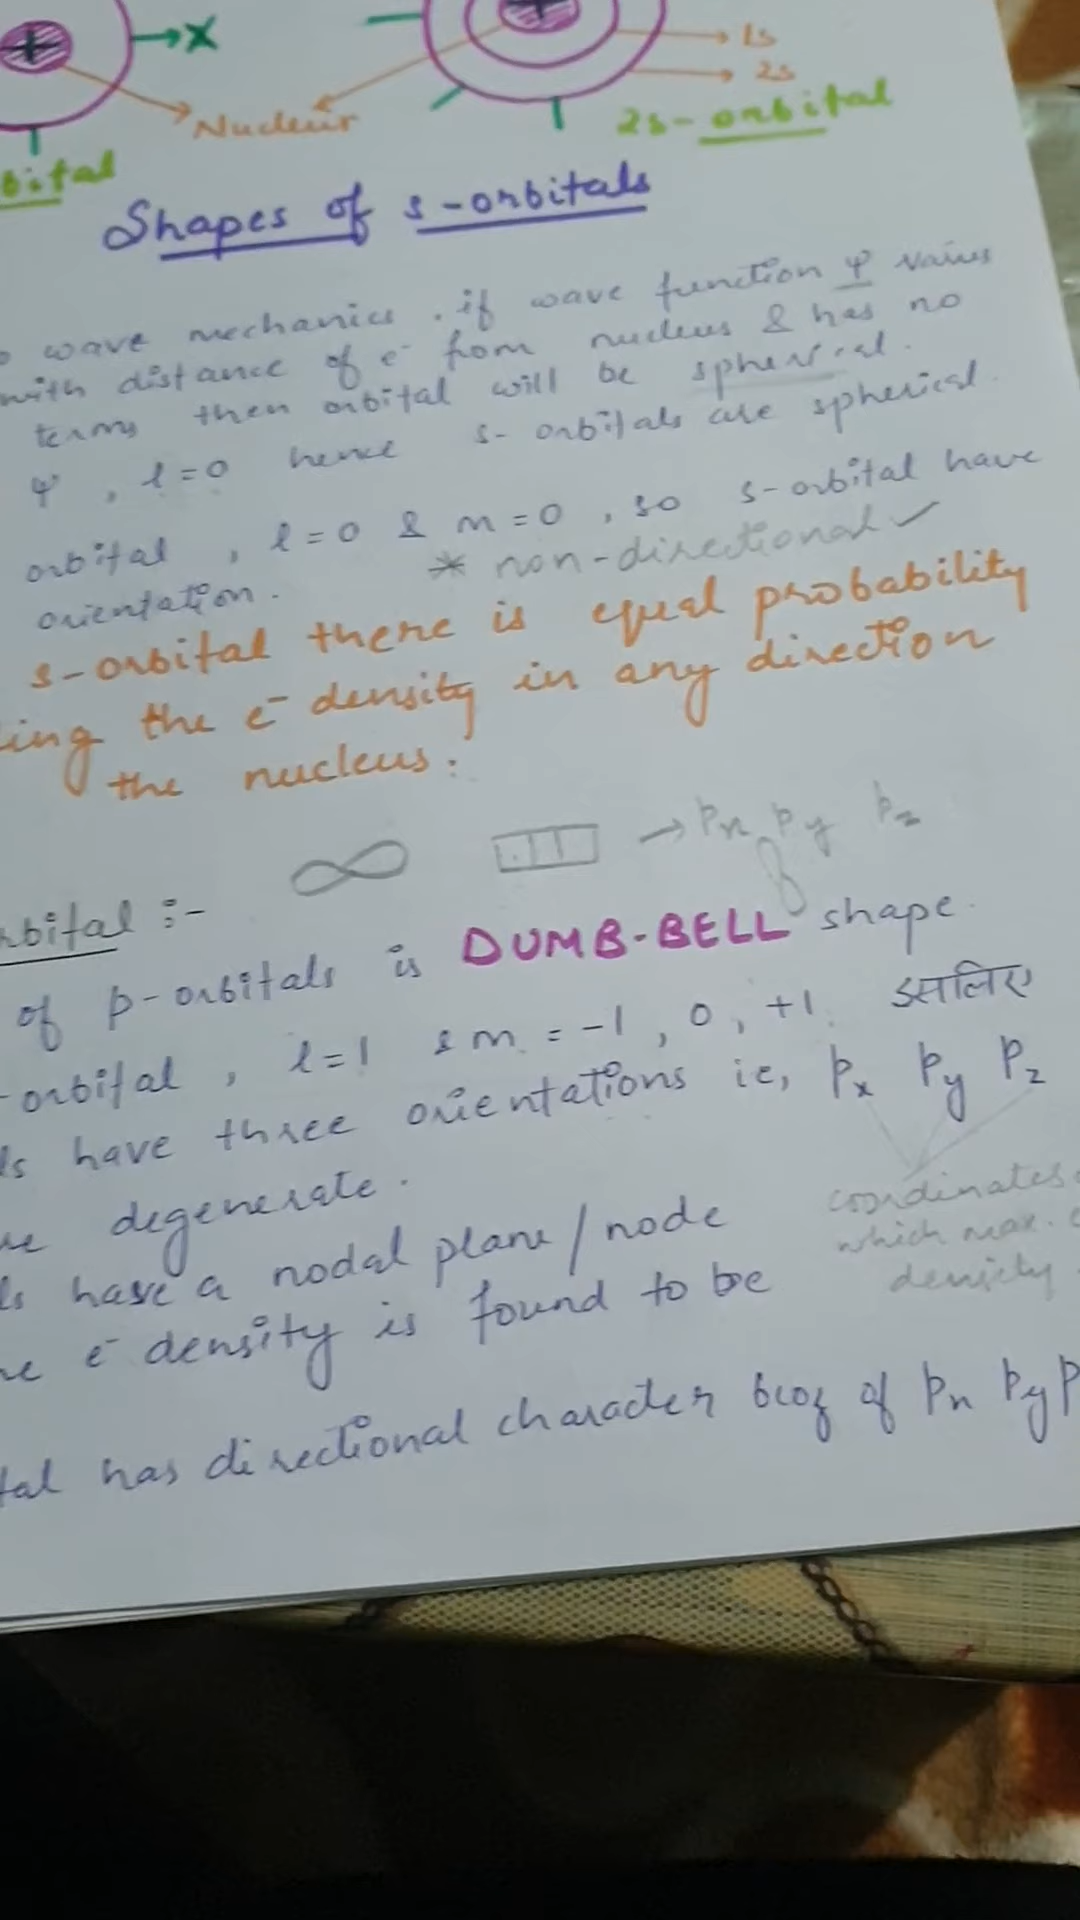 X
1s
2s
Nucleus
2s-orbital
bital
Shapes of s-orbitals
wave mechanics, if wave function ψ varies
with distance of e⁻ from nucleus & has no
terms then orbital will be spherical.
ψ, l=0 hence s-orbitals are spherical.
orbital, l=0 & m=0, so s-orbital have
orientation. * non-directional ✓
s-orbital there is equal probability
ing the e⁻ density in any direction
the nucleus.
→ Px Py Pz
rbital :-
of p-orbitals is DUMB-BELL shape.
-orbital, l=1 & m = -1, 0, +1 इसलिए
ls have three orientations ie, Px Py Pz
degenerate.
coordinates
ls have a nodal plane/node
which max. e
e⁻ density is found to be
density
tal has directional character bcoz of Px Py P